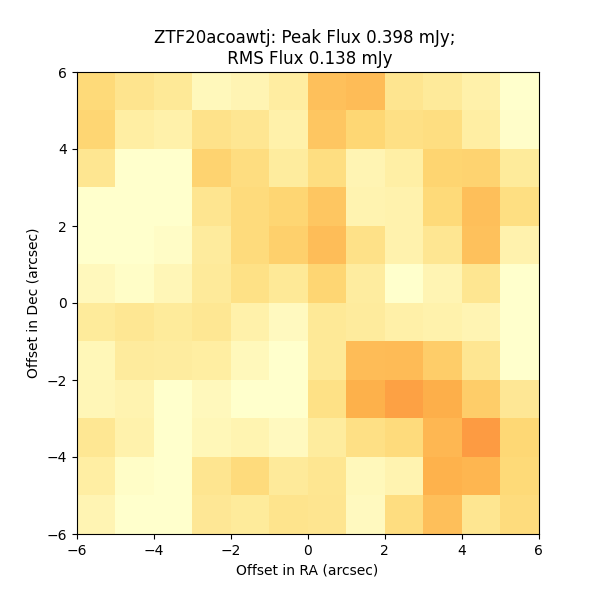 ZTF20acoawtj: Peak Flux 0.398 mJy;
RMS Flux 0.138 mJy
6
4
2
0
−2
−4
−6
Offset in Dec (arcsec)
−6 −4 −2 0 2 4 6
Offset in RA (arcsec)